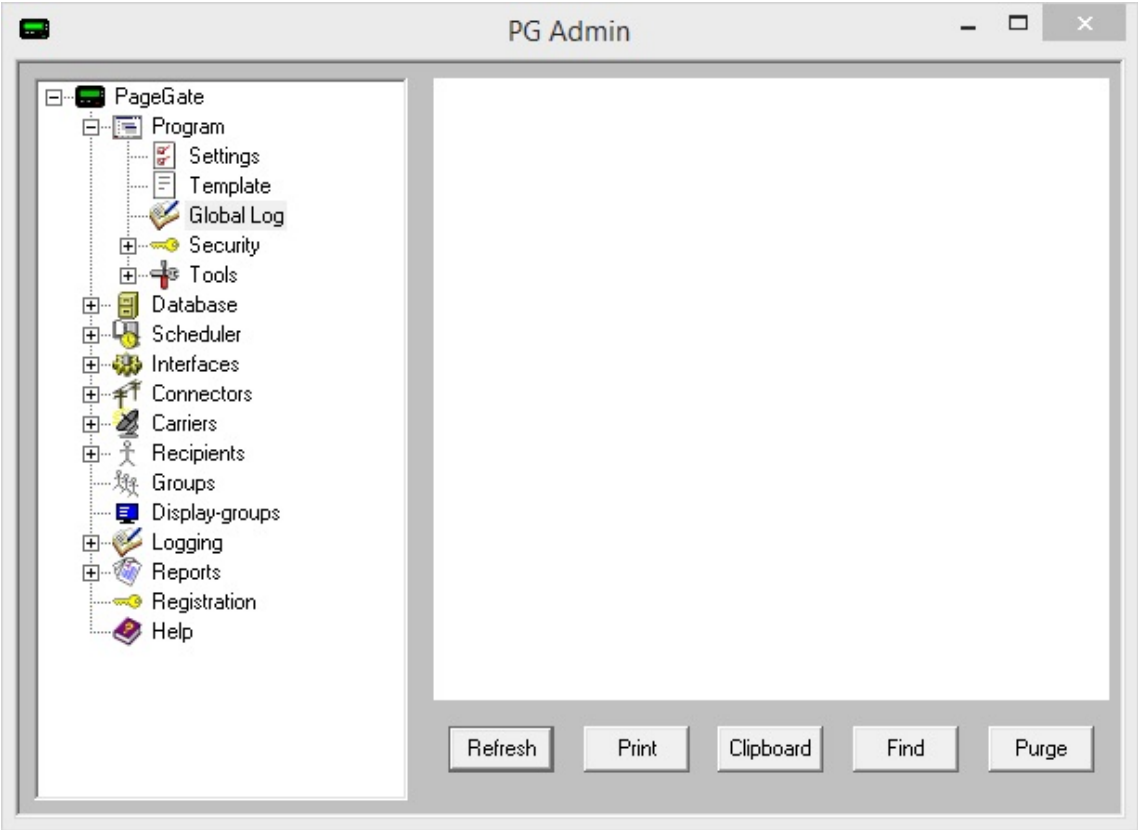 PG Admin
PageGate
Program
Settings
Template
Global Log
Security
Tools
Database
Scheduler
Interfaces
Connectors
Carriers
Recipients
Groups
Display-groups
Logging
Reports
Registration
Help
Refresh Print Clipboard Find Purge